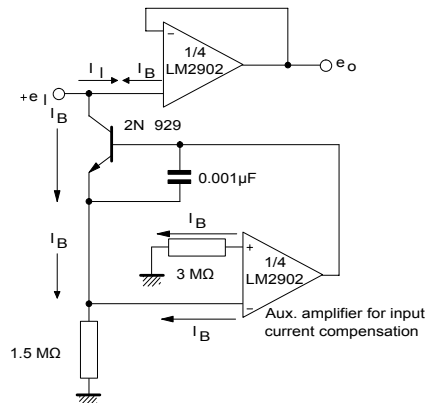 −
1/4
LM2902
e o
I I
I B
+e I
I B
2N 929
0.001µF
I B
I B
3 MΩ
+
1/4
LM2902
−
Aux. amplifier for input
current compensation
I B
1.5 MΩ